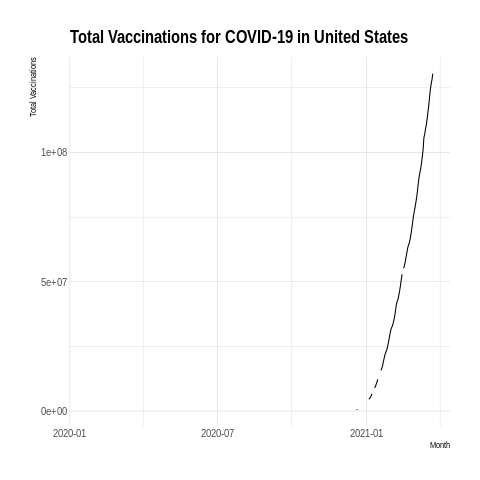 Total Vaccinations for COVID-19 in United States
Total Vaccinations
1e+08
5e+07
0e+00
2020-01
2020-07
2021-01
Month